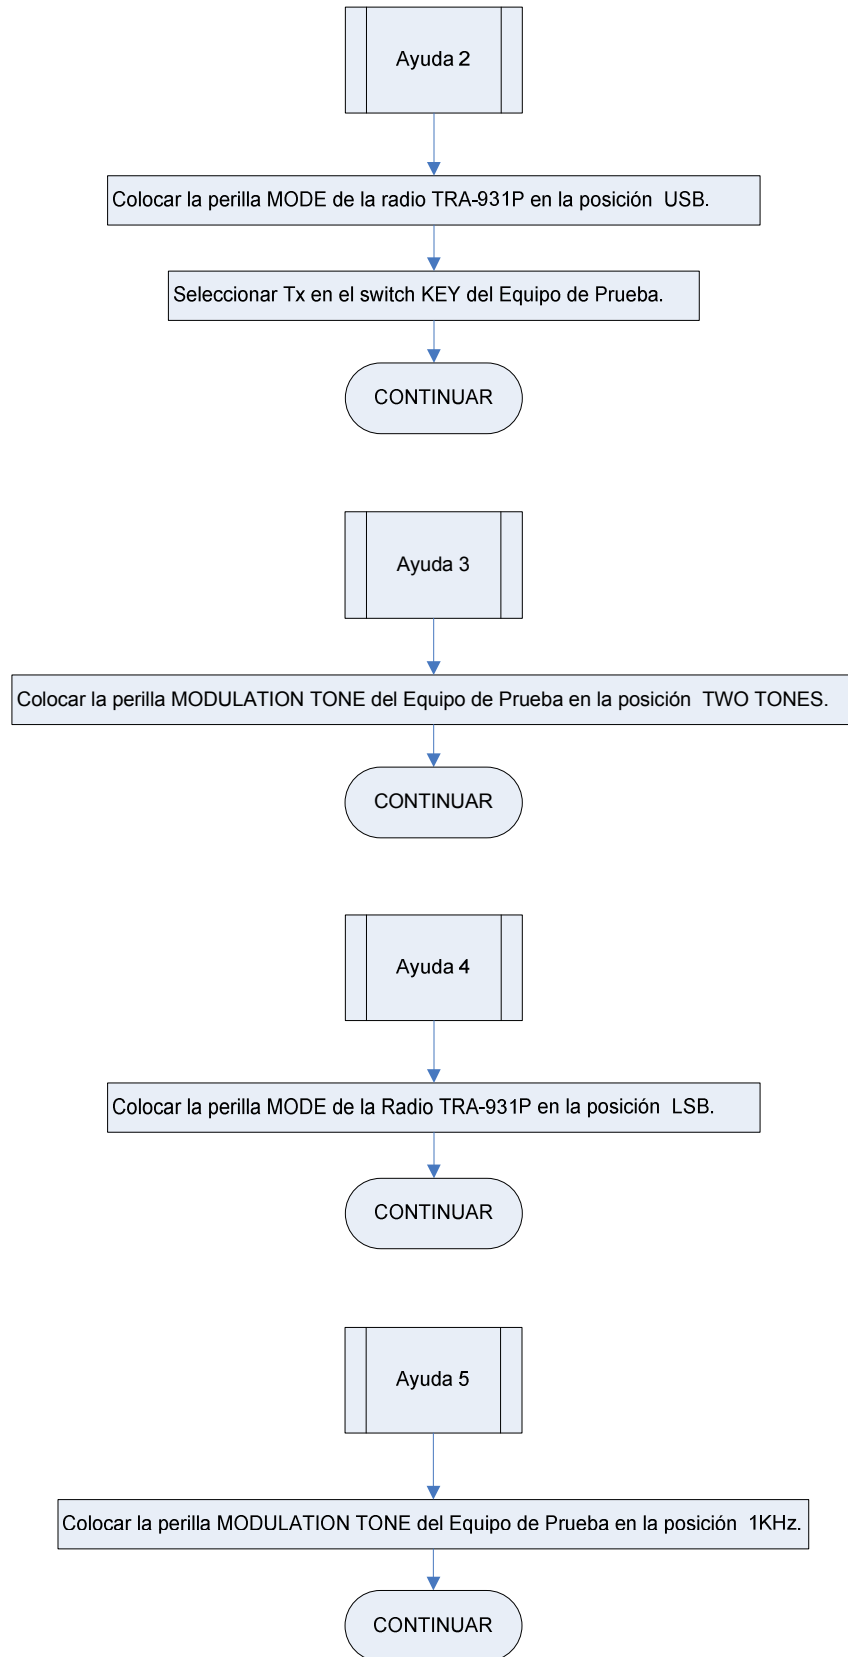 Ayuda 2
Colocar la perilla MODE de la radio TRA-931P en la posición  USB.
Seleccionar Tx en el switch KEY del Equipo de Prueba.
CONTINUAR
Ayuda 3
Colocar la perilla MODULATION TONE del Equipo de Prueba en la posición  TWO TONES.
CONTINUAR
Ayuda 4
Colocar la perilla MODE de la Radio TRA-931P en la posición  LSB.
CONTINUAR
Ayuda 5
Colocar la perilla MODULATION TONE del Equipo de Prueba en la posición  1KHz.
CONTINUAR